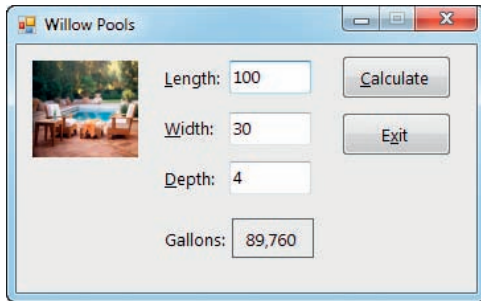 Willow Pools
Length: 100
Calculate
Width: 30
Exit
Depth: 4
Gallons: 89,760